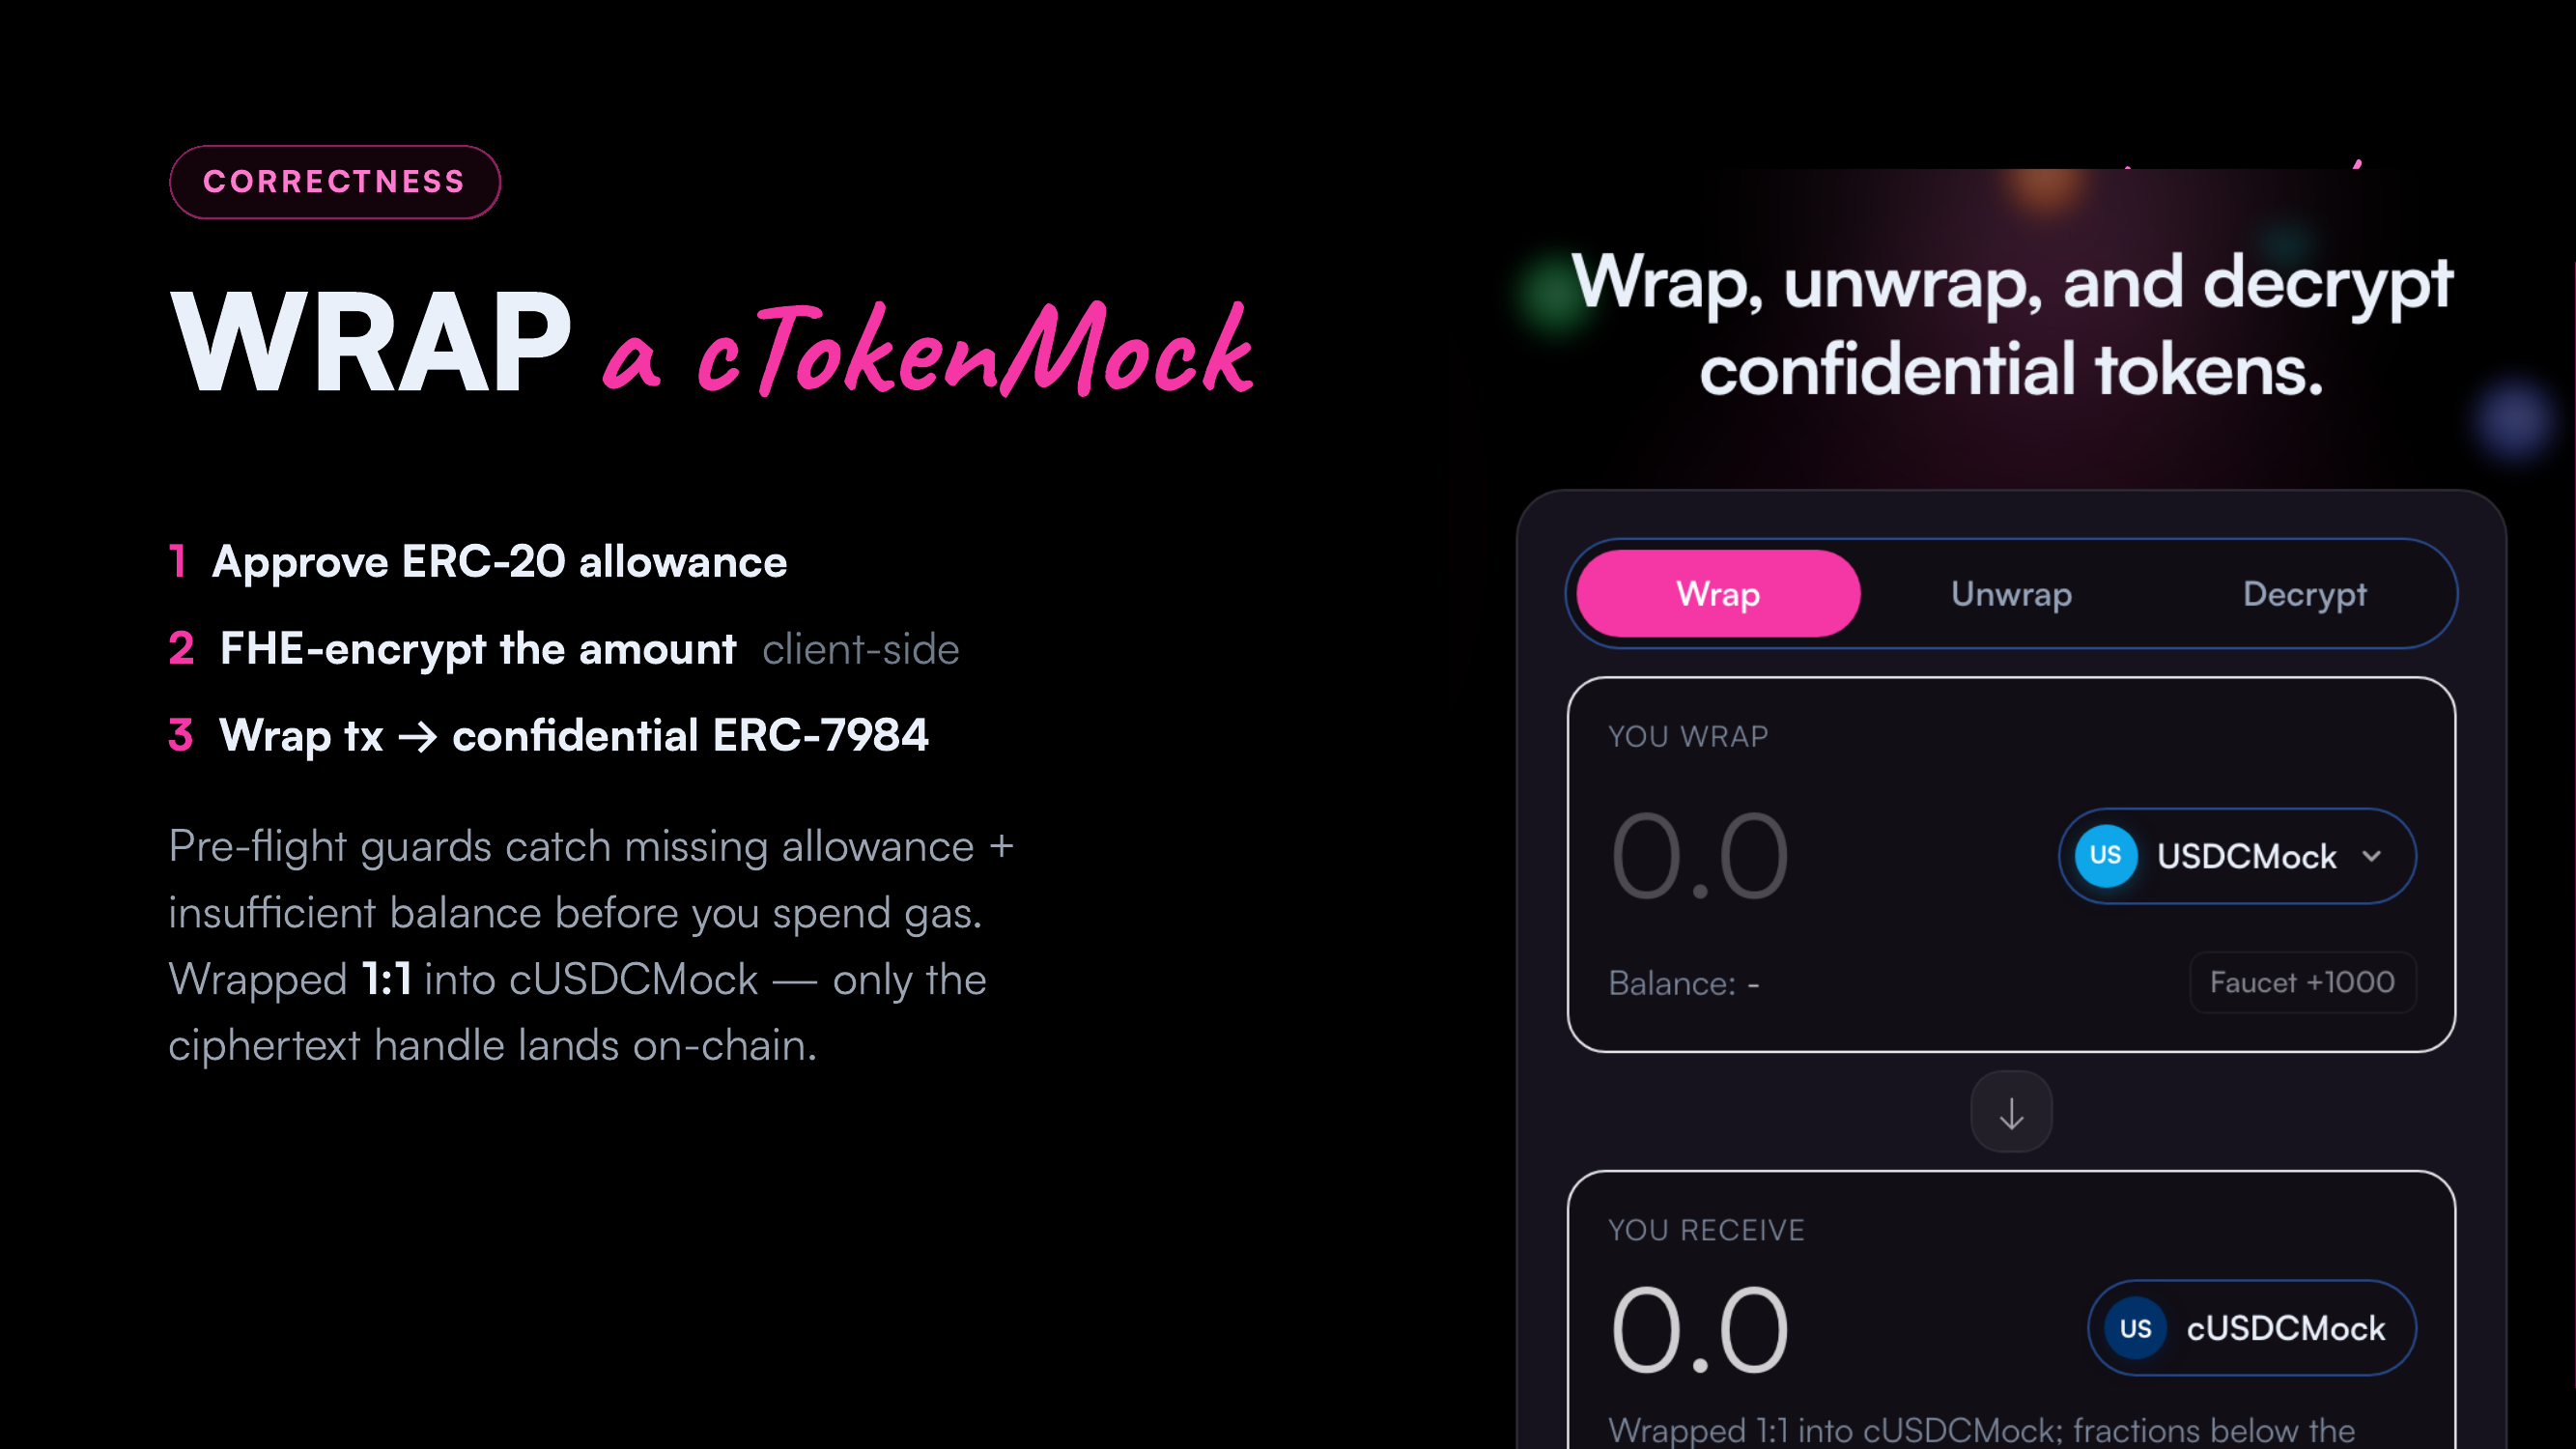 CORRECTNESS
WRAP a cTokenMock
1 Approve ERC-20 allowance
2 FHE-encrypt the amount client-side
3 Wrap tx → confidential ERC-7984
Pre-flight guards catch missing allowance +
insufficient balance before you spend gas.
Wrapped 1:1 into cUSDCMock — only the
ciphertext handle lands on-chain.
Wrap, unwrap, and decrypt
confidential tokens.
Wrap Unwrap Decrypt
YOU WRAP
0.0 US USDCMock
Balance: - Faucet +1000
YOU RECEIVE
0.0 US cUSDCMock
Wrapped 1:1 into cUSDCMock; fractions below the